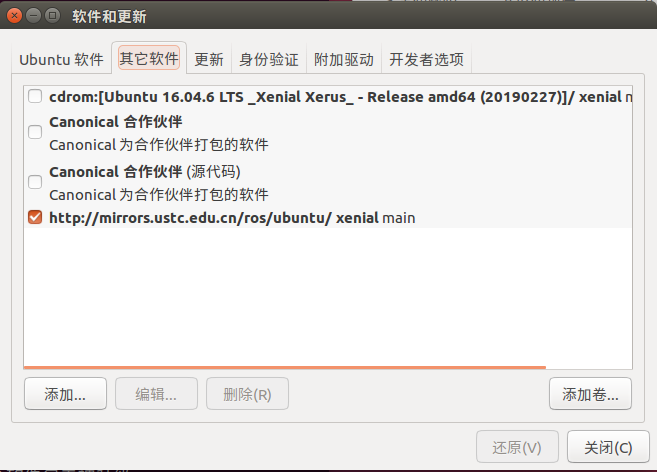 软件和更新
Ubuntu 软件 其它软件 更新 身份验证 附加驱动 开发者选项
cdrom:[Ubuntu 16.04.6 LTS _Xenial Xerus_ - Release amd64 (20190227)]/ xenial
Canonical 合作伙伴
Canonical 为合作伙伴打包的软件
Canonical 合作伙伴 (源代码)
Canonical 为合作伙伴打包的软件
http://mirrors.ustc.edu.cn/ros/ubuntu/ xenial main
添加... 编辑... 删除(R) 添加卷...
还原(V) 关闭(C)